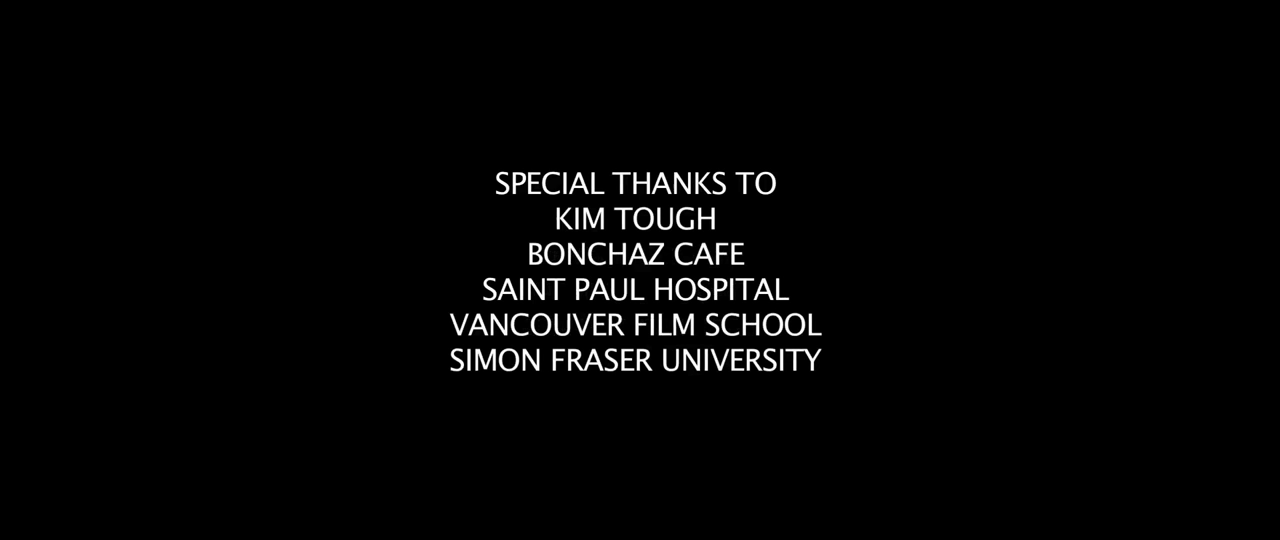 SPECIAL THANKS TO
KIM TOUGH
BONCHAZ CAFE
SAINT PAUL HOSPITAL
VANCOUVER FILM SCHOOL
SIMON FRASER UNIVERSITY